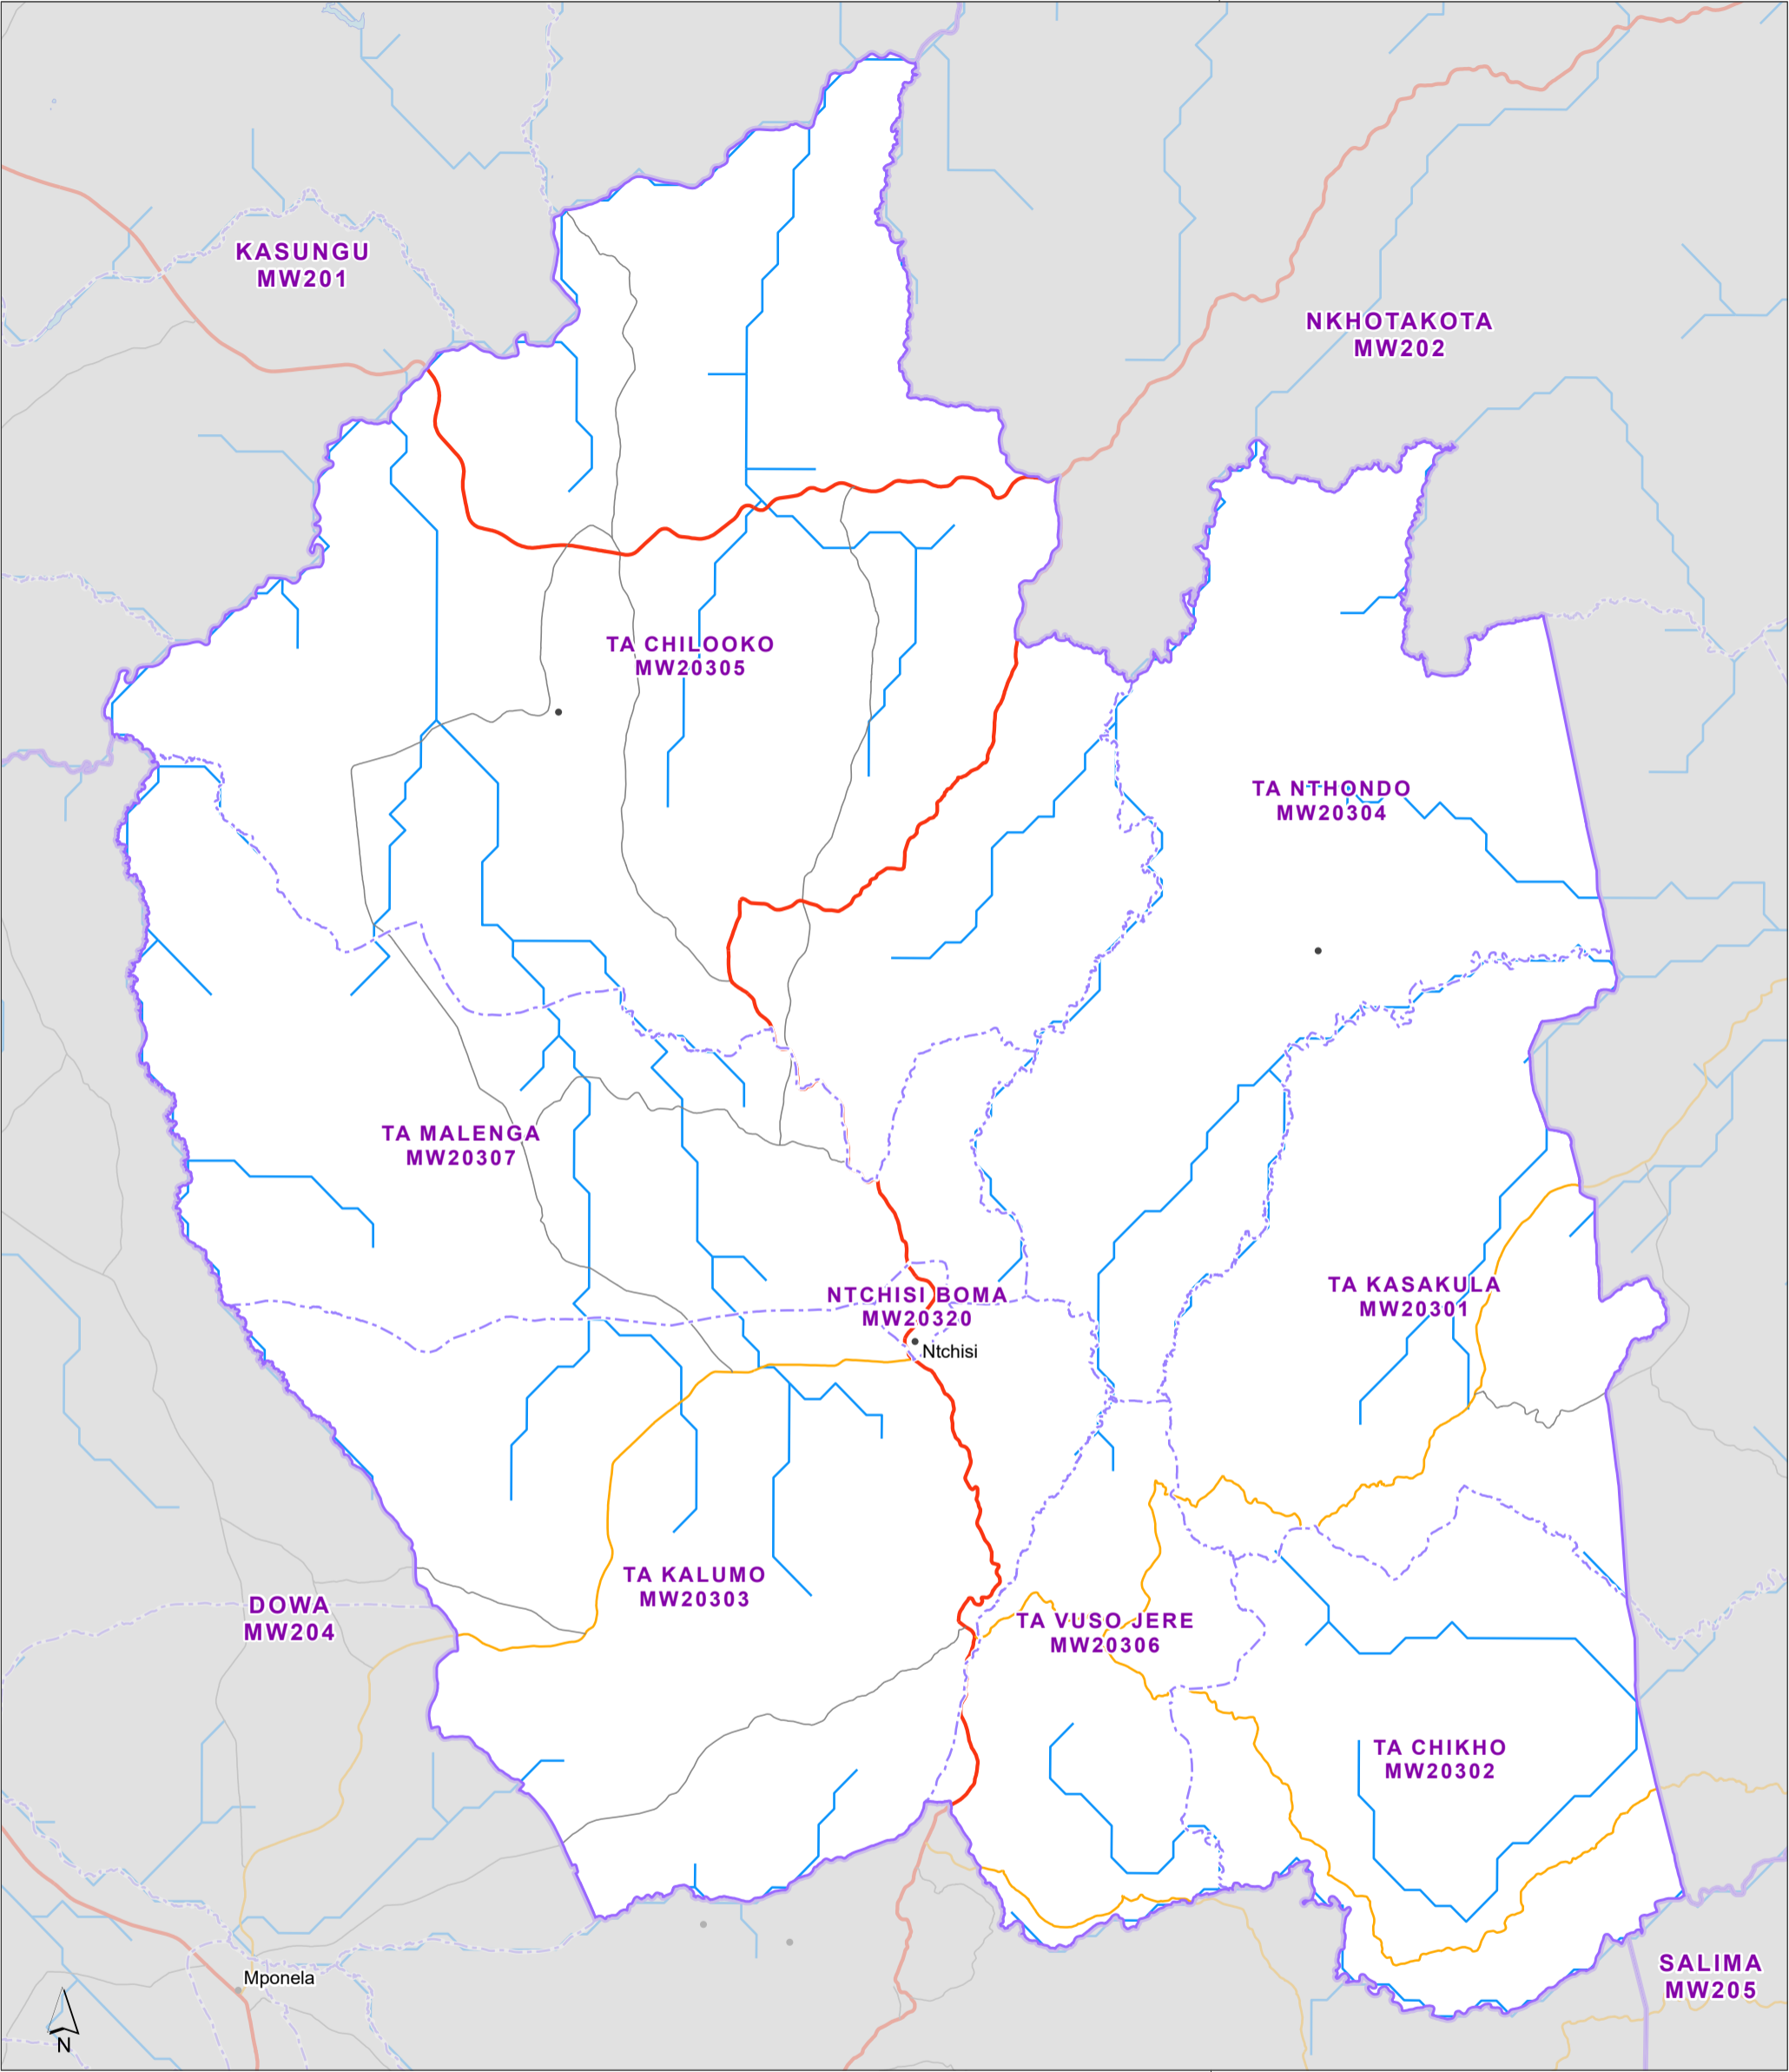 KASUNGU
MW201
NKHOTAKOTA
MW202
TA CHILOOKO
MW20305
TA NTHONDO
MW20304
TA MALENGA
MW20307
NTCHISI BOMA
MW20320
Ntchisi
TA KASAKULA
MW20301
TA KALUMO
MW20303
DOWA
MW204
TA VUSO JERE
MW20306
TA CHIKHO
MW20302
SALIMA
MW205
Mponela
N